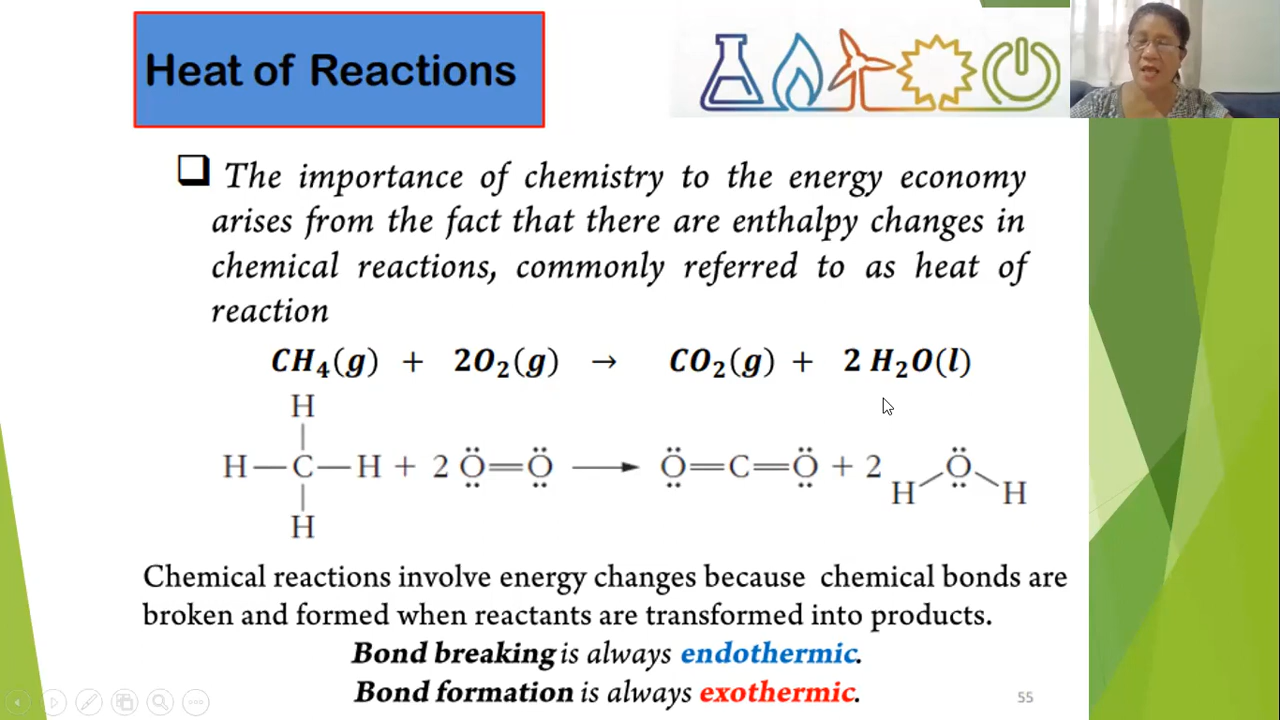 Heat of Reactions
❑ The importance of chemistry to the energy economy
arises from the fact that there are enthalpy changes in
chemical reactions, commonly referred to as heat of
reaction
CH₄(g) + 2O₂(g) → CO₂(g) + 2 H₂O(l)
H
|
H—C—H + 2 Ö=Ö ⟶ Ö=C=Ö + 2 H Ö H
|
H
Chemical reactions involve energy changes because chemical bonds are
broken and formed when reactants are transformed into products.
Bond breaking is always endothermic.
Bond formation is always exothermic.
55